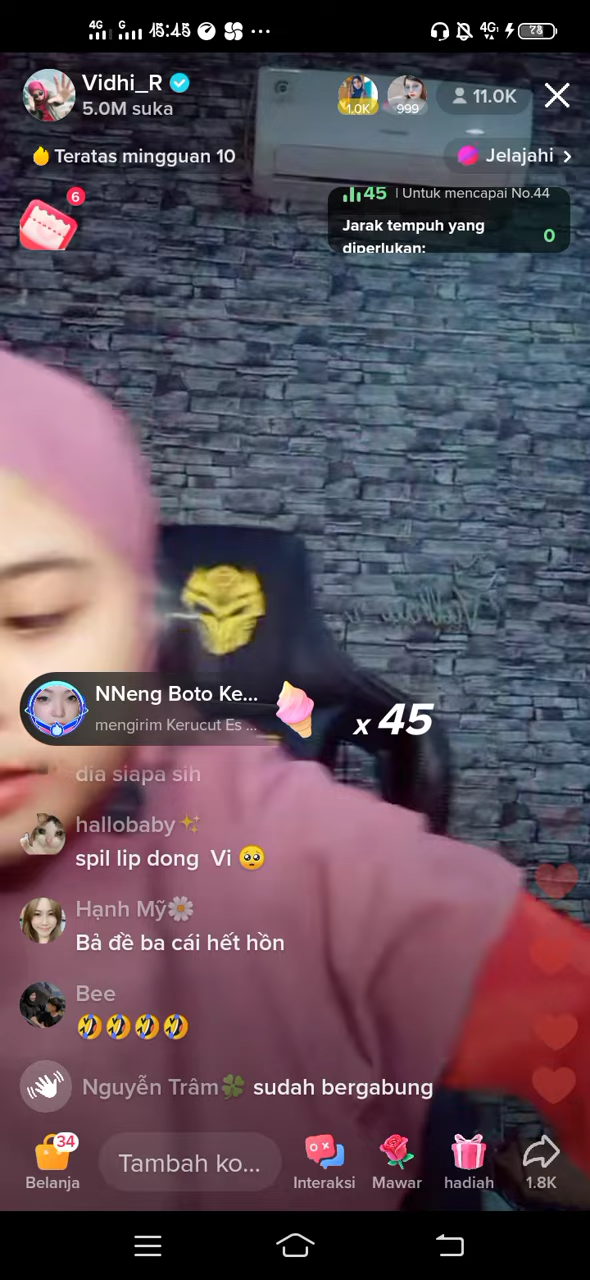 4G G 15:45 ••• 4G 78
Vidhi_R
5.0M suka
1.0K 999 11.0K
Teratas mingguan 10
Jelajahi
6
45 | Untuk mencapai No.44
Jarak tempuh yang
diperlukan:
0
NNeng Boto Ke...
mengirim Kerucut Es ...
x 45
dia siapa sih
hallobaby✨
spil lip dong Vi 🥺
Hạnh Mỹ🌼
Bả đề ba cái hết hồn
Bee
🤣🤣🤣🤣
Nguyễn Trâm🍀 sudah bergabung
34
Belanja
Tambah ko...
Interaksi
Mawar
hadiah
1.8K